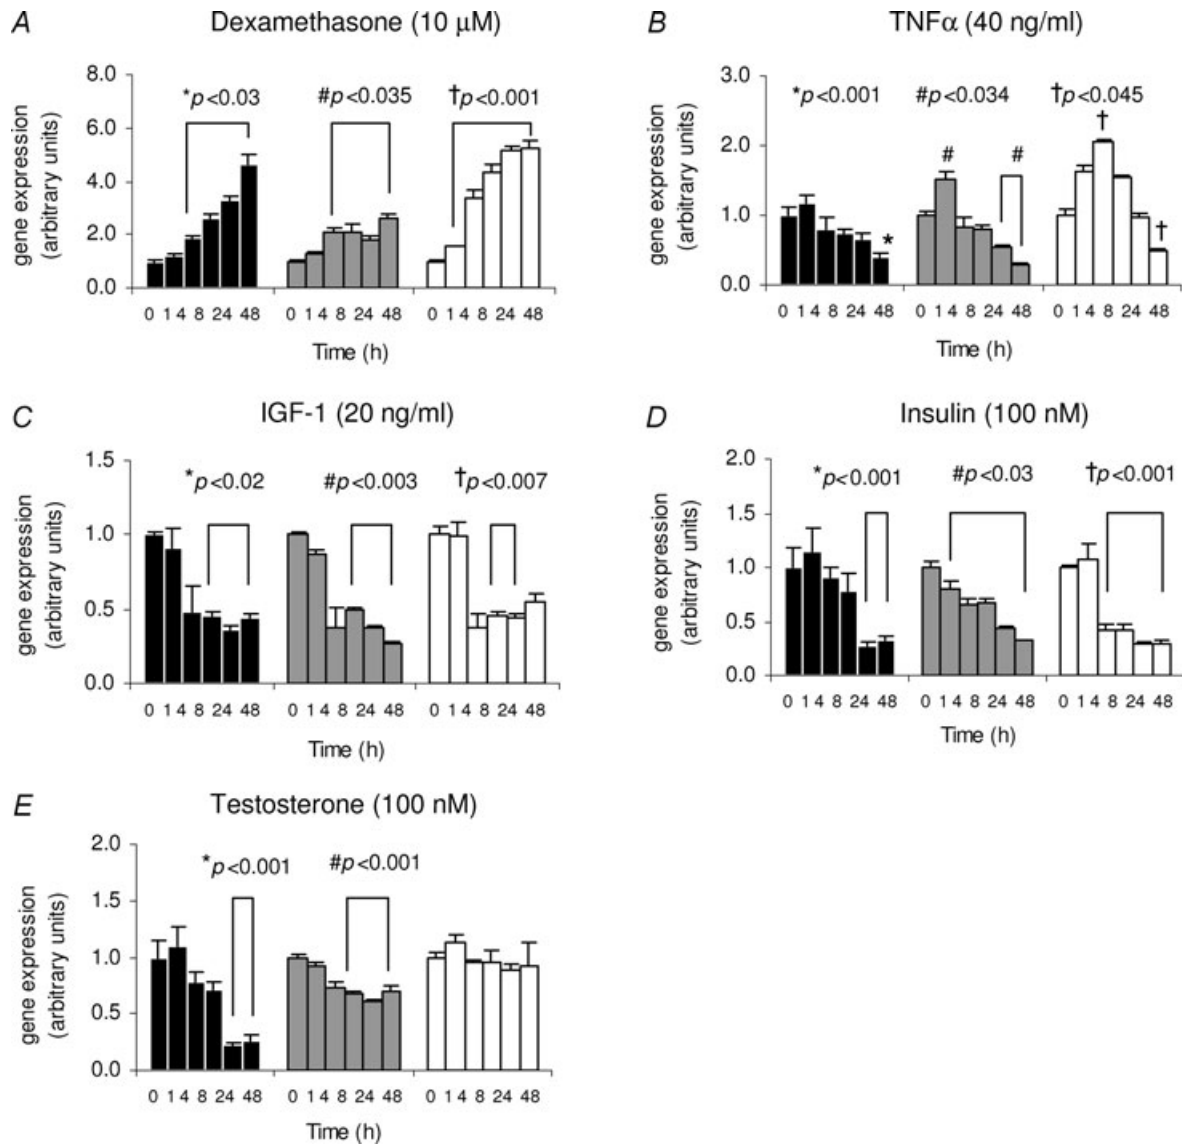 A Dexamethasone (10 μM)
gene expression
(arbitrary units)
8.0
6.0
4.0
2.0
0.0
*p<0.03 #p<0.035 †p<0.001
0 1 4 8 24 48 0 1 4 8 24 48 0 1 4 8 24 48
Time (h)
B TNFα (40 ng/ml)
gene expression
(arbitrary units)
3.0
2.0
1.0
0.0
*p<0.001 #p<0.034 †p<0.045
# # † * †
0 1 4 8 24 48 0 1 4 8 24 48 0 1 4 8 24 48
Time (h)
C IGF-1 (20 ng/ml)
gene expression
(arbitrary units)
1.5
1.0
0.5
0.0
*p<0.02 #p<0.003 †p<0.007
0 1 4 8 24 48 0 1 4 8 24 48 0 1 4 8 24 48
Time (h)
D Insulin (100 nM)
gene expression
(arbitrary units)
2.0
1.5
1.0
0.5
0.0
*p<0.001 #p<0.03 †p<0.001
0 1 4 8 24 48 0 1 4 8 24 48 0 1 4 8 24 48
Time (h)
E Testosterone (100 nM)
gene expression
(arbitrary units)
2.0
1.5
1.0
0.5
0.0
*p<0.001 #p<0.001
0 1 4 8 24 48 0 1 4 8 24 48 0 1 4 8 24 48
Time (h)